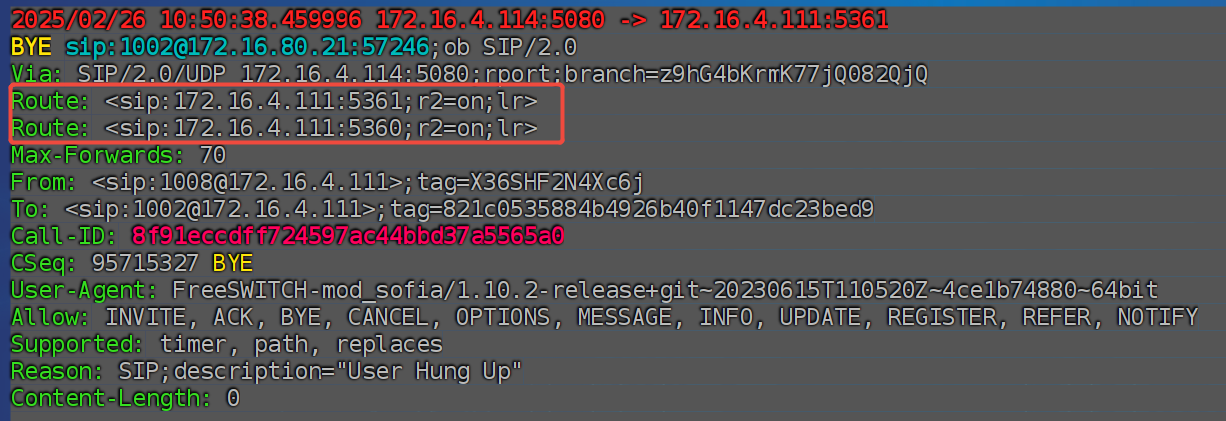 2025/02/26 10:50:38.459996 172.16.4.114:5080 -> 172.16.4.111:5361
BYE sip:1002@172.16.80.21:57246;ob SIP/2.0
Via: SIP/2.0/UDP 172.16.4.114:5080;rport;branch=z9hG4bKrmK77jQ082QjQ
Route: <sip:172.16.4.111:5361;r2=on;lr>
Route: <sip:172.16.4.111:5360;r2=on;lr>
Max-Forwards: 70
From: <sip:1008@172.16.4.111>;tag=X36SHF2N4Xc6j
To: <sip:1002@172.16.4.111>;tag=821c0535884b4926b40f1147dc23bed9
Call-ID: 8f91eccdff724597ac44bbd37a5565a0
CSeq: 95715327 BYE
User-Agent: FreeSWITCH-mod_sofia/1.10.2-release+git~20230615T110520Z~4ce1b74880~64bit
Allow: INVITE, ACK, BYE, CANCEL, OPTIONS, MESSAGE, INFO, UPDATE, REGISTER, REFER, NOTIFY
Supported: timer, path, replaces
Reason: SIP;description="User Hung Up"
Content-Length: 0